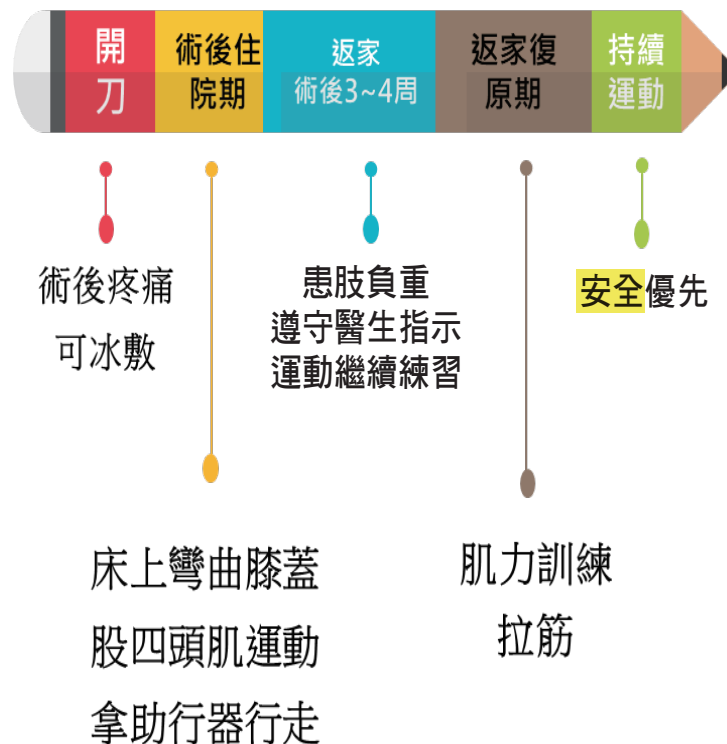 開
刀
術後住
院期
返家
術後3~4周
返家復
原期
持續
運動
術後疼痛
可冰敷
患肢負重
遵守醫生指示
運動繼續練習
安全優先
床上彎曲膝蓋
股四頭肌運動
拿助行器行走
肌力訓練
拉筋